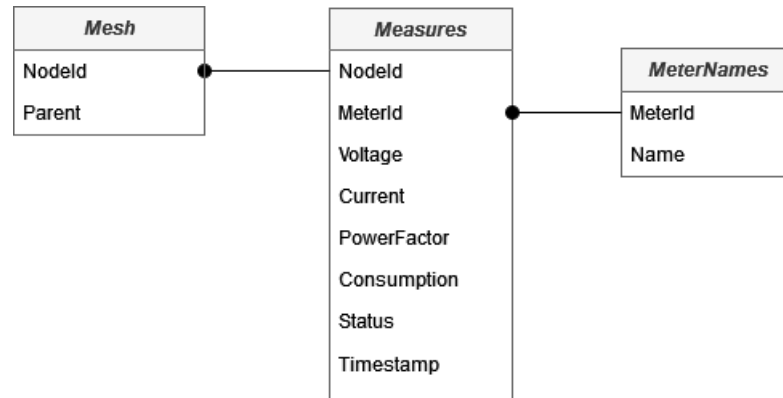 Mesh
NodeId
Parent
Measures
NodeId
MeterId
Voltage
Current
PowerFactor
Consumption
Status
Timestamp
MeterNames
MeterId
Name